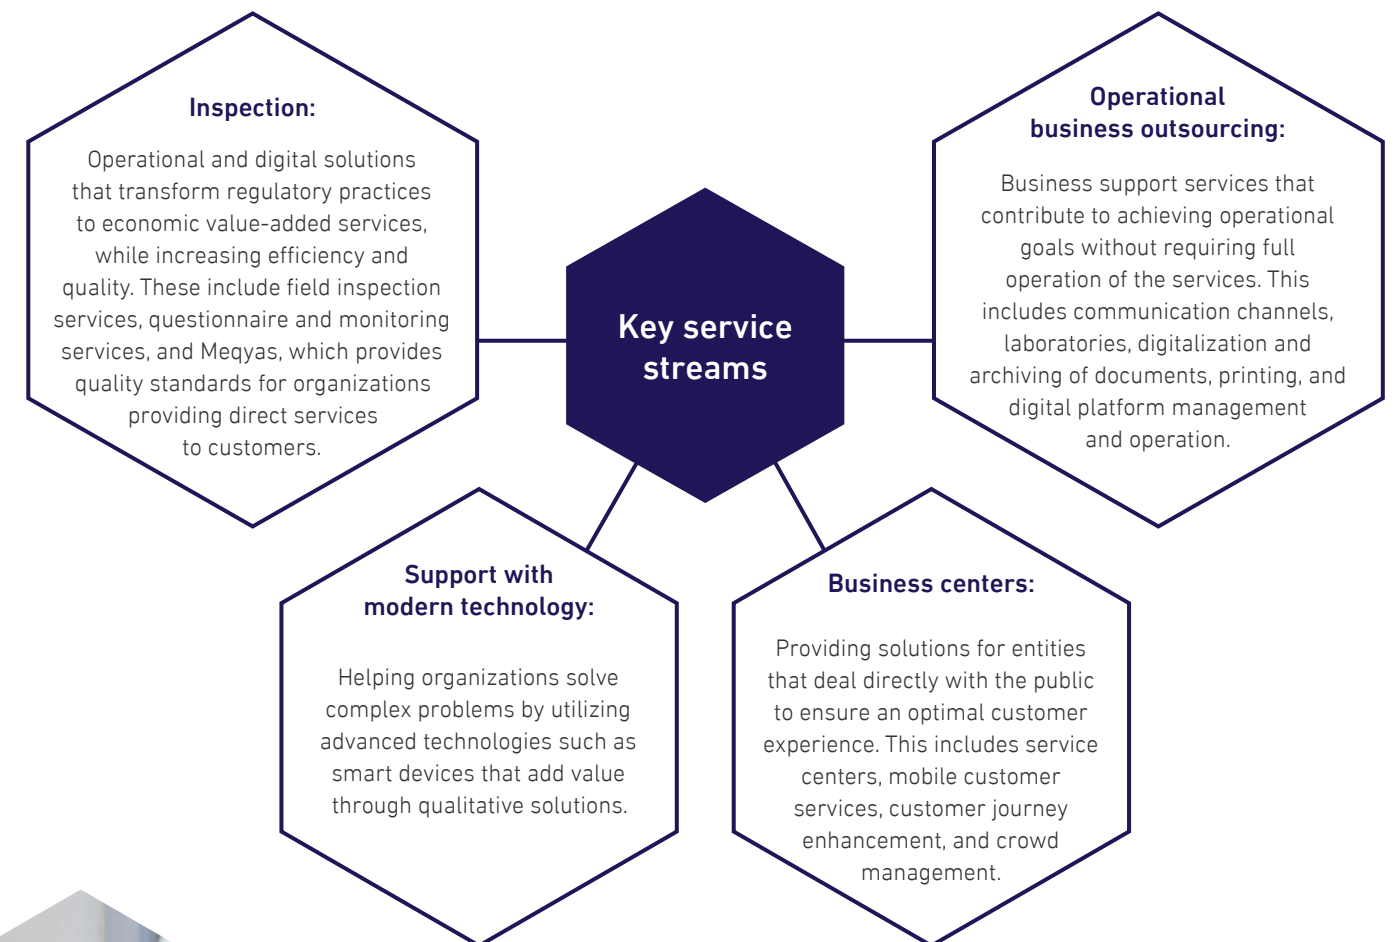 Inspection:
Operational and digital solutions
that transform regulatory practices
to economic value-added services,
while increasing efficiency and
quality. These include field inspection
services, questionnaire and monitoring
services, and Meqyas, which provides
quality standards for organizations
providing direct services
to customers.
Key service
streams
Operational
business outsourcing:
Business support services that
contribute to achieving operational
goals without requiring full
operation of the services. This
includes communication channels,
laboratories, digitalization and
archiving of documents, printing, and
digital platform management
and operation.
Support with
modern technology:
Helping organizations solve
complex problems by utilizing
advanced technologies such as
smart devices that add value
through qualitative solutions.
Business centers:
Providing solutions for entities
that deal directly with the public
to ensure an optimal customer
experience. This includes service
centers, mobile customer
services, customer journey
enhancement, and crowd
management.